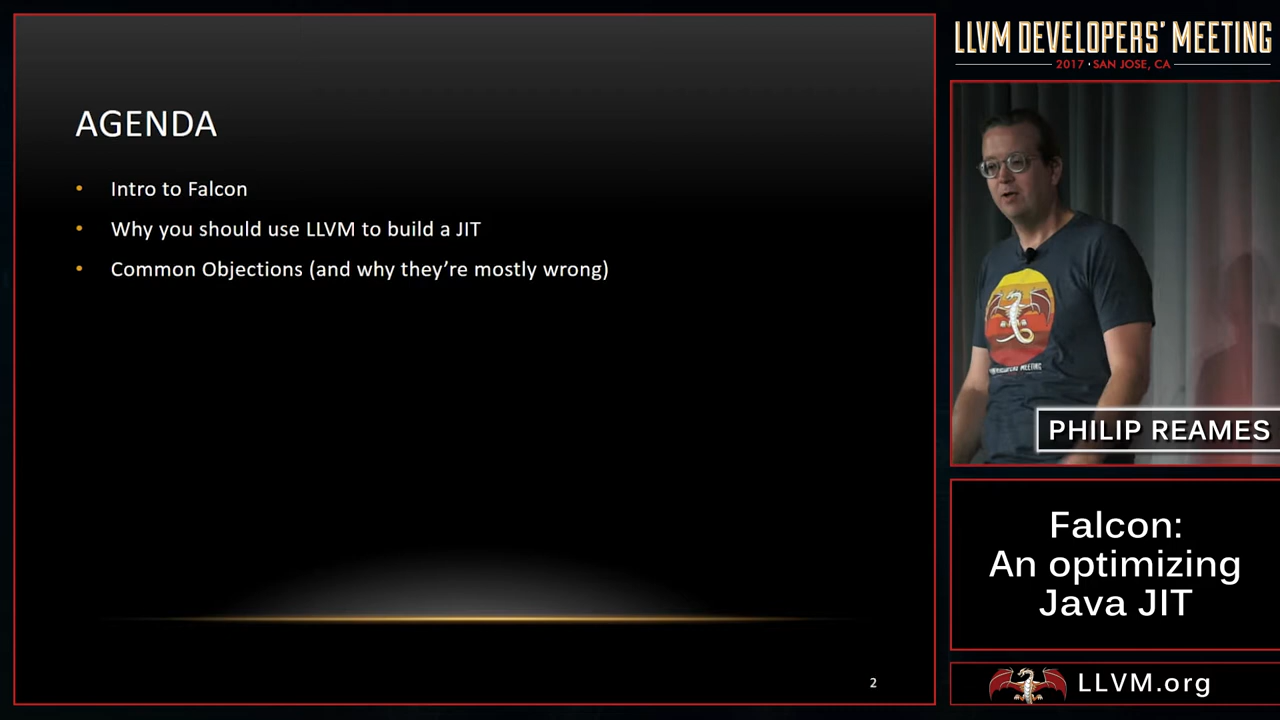 AGENDA
• Intro to Falcon
• Why you should use LLVM to build a JIT
• Common Objections (and why they’re mostly wrong)
2
LLVM DEVELOPERS' MEETING
2017 • SAN JOSE, CA
MEETING
PHILIP REAMES
Falcon:
An optimizing
Java JIT
LLVM.org